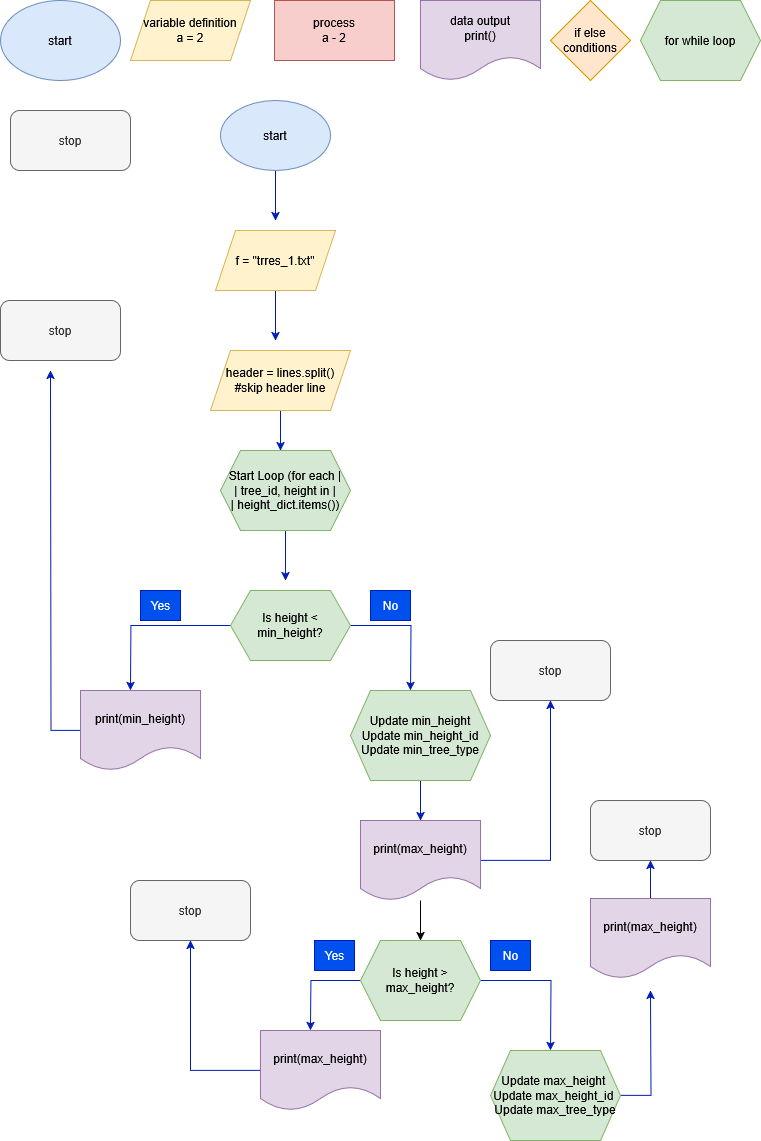 start
variable definition
a = 2
process
a - 2
data output
print()
if else
conditions
for while loop
stop
start
f = "trres_1.txt"
stop
header = lines.split()
#skip header line
Start Loop (for each |
| tree_id, height in |
| height_dict.items())
Yes
No
Is height <
min_height?
stop
print(min_height)
Update min_height
Update min_height_id
Update min_tree_type
stop
print(max_height)
stop
print(max_height)
Yes
No
Is height >
max_height?
print(max_height)
Update max_height
Update max_height_id
Update max_tree_type